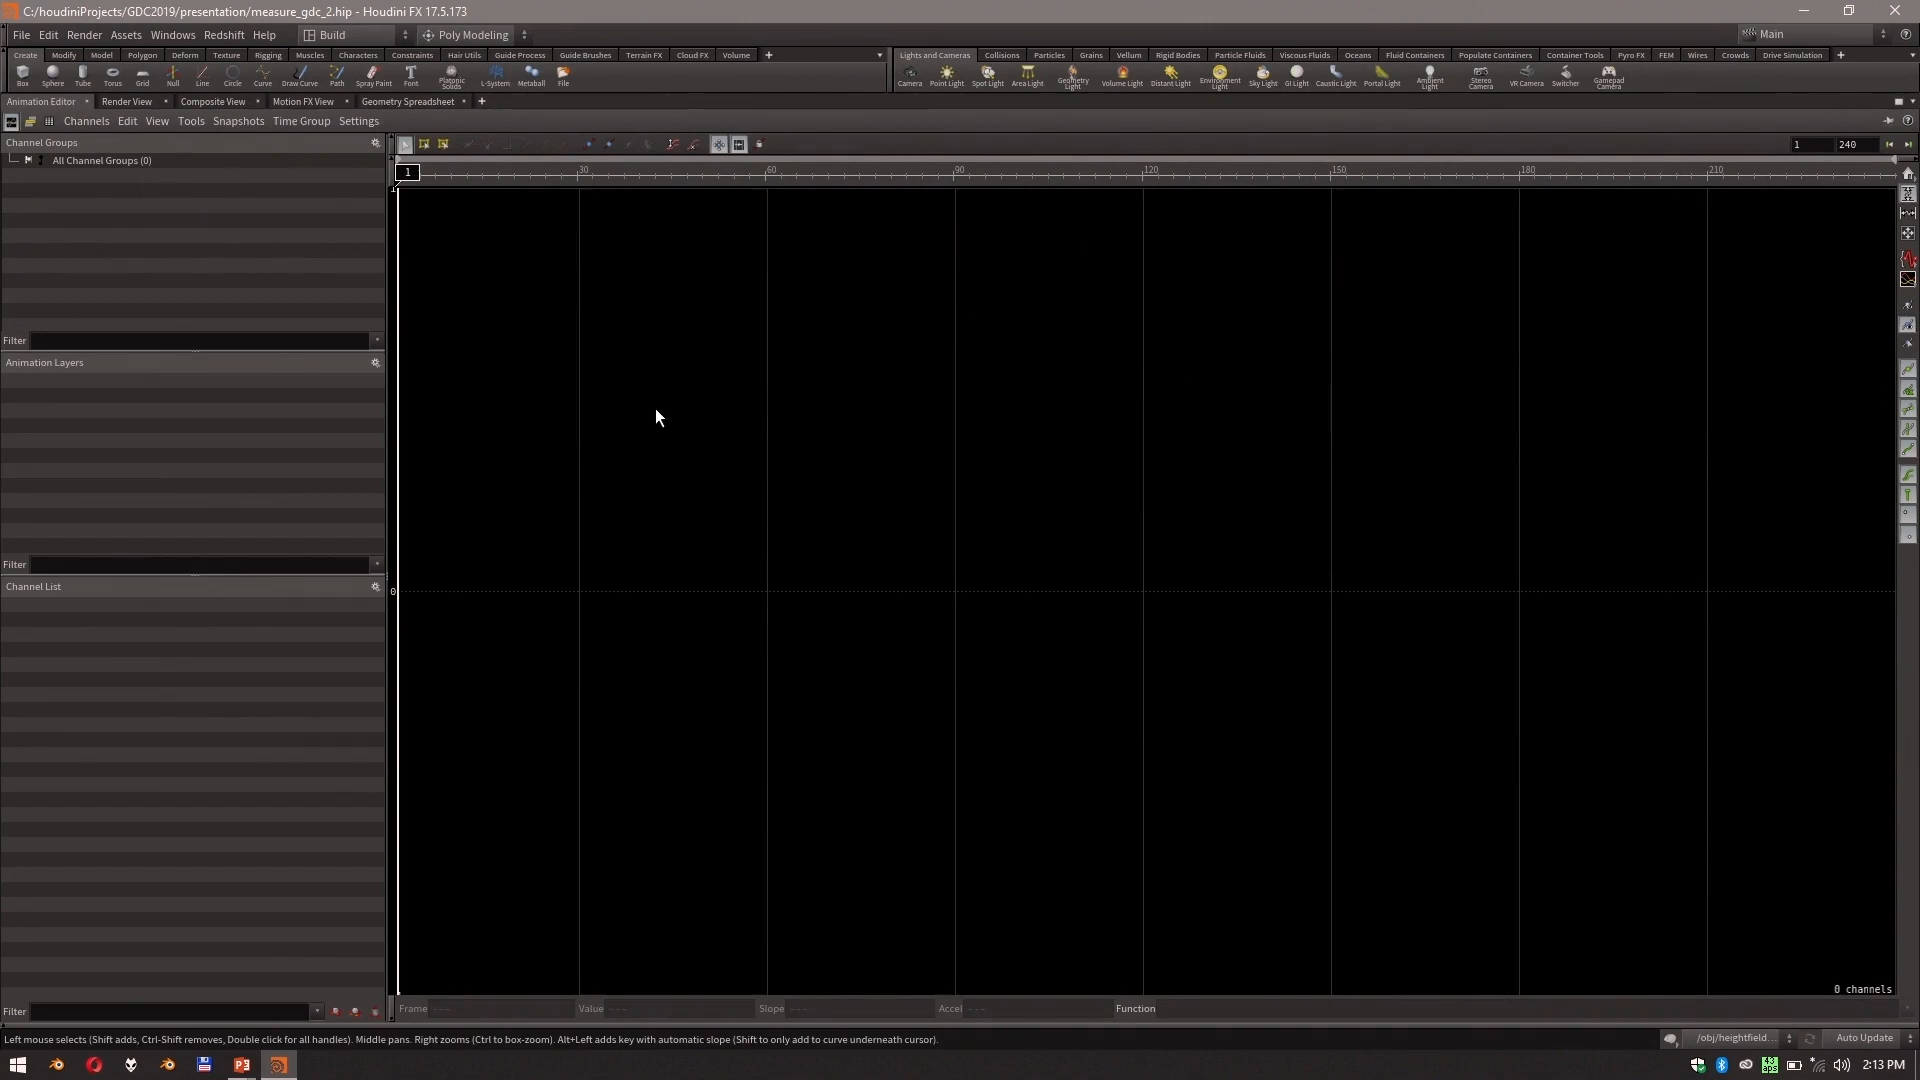 C:/houdiniProjects/GDC2019/presentation/measure_gdc_2.hip - Houdini FX 17.5.173
File Edit Render Assets Windows Redshift Help Build Poly Modeling Main
Create Modify Model Polygon Deform Texture Rigging Muscles Characters Constraints Hair Utils Guide Process Guide Brushes Terrain FX Cloud FX Volume
Lights and Cameras Collisions Particles Grains Vellum Rigid Bodies Particle Fluids Viscous Fluids Oceans Fluid Containers Populate Containers Container Tools Pyro FX FEM Wires Crowds Drive Simulation
Box Sphere Tube Torus Grid Null Line Circle Curve Draw Curve Path Spray Paint Font Platonic Solids L-System Metaball File
Camera Point Light Spot Light Area Light Geometry Light Volume Light Distant Light Environment Light Sky Light GI Light Caustic Light Portal Light Ambient Light Stereo Camera VR Camera Switcher Gamepad Camera
Animation Editor Render View Composite View Motion FX View Geometry Spreadsheet
Channels Edit View Tools Snapshots Time Group Settings
Channel Groups
1 240
All Channel Groups (0)
1 30 60 90 120 150 180 210
1
Filter
Animation Layers
Filter
Channel List
0
0 channels
Filter
Frame --- Value --- Slope --- Accel --- Function
Left mouse selects (Shift adds, Ctrl-Shift removes, Double click for all handles). Middle pans. Right zooms (Ctrl to box-zoom). Alt+Left adds key with automatic slope (Shift to only add to curve underneath cursor).
/obj/heightfield... Auto Update
43 aps
2:13 PM